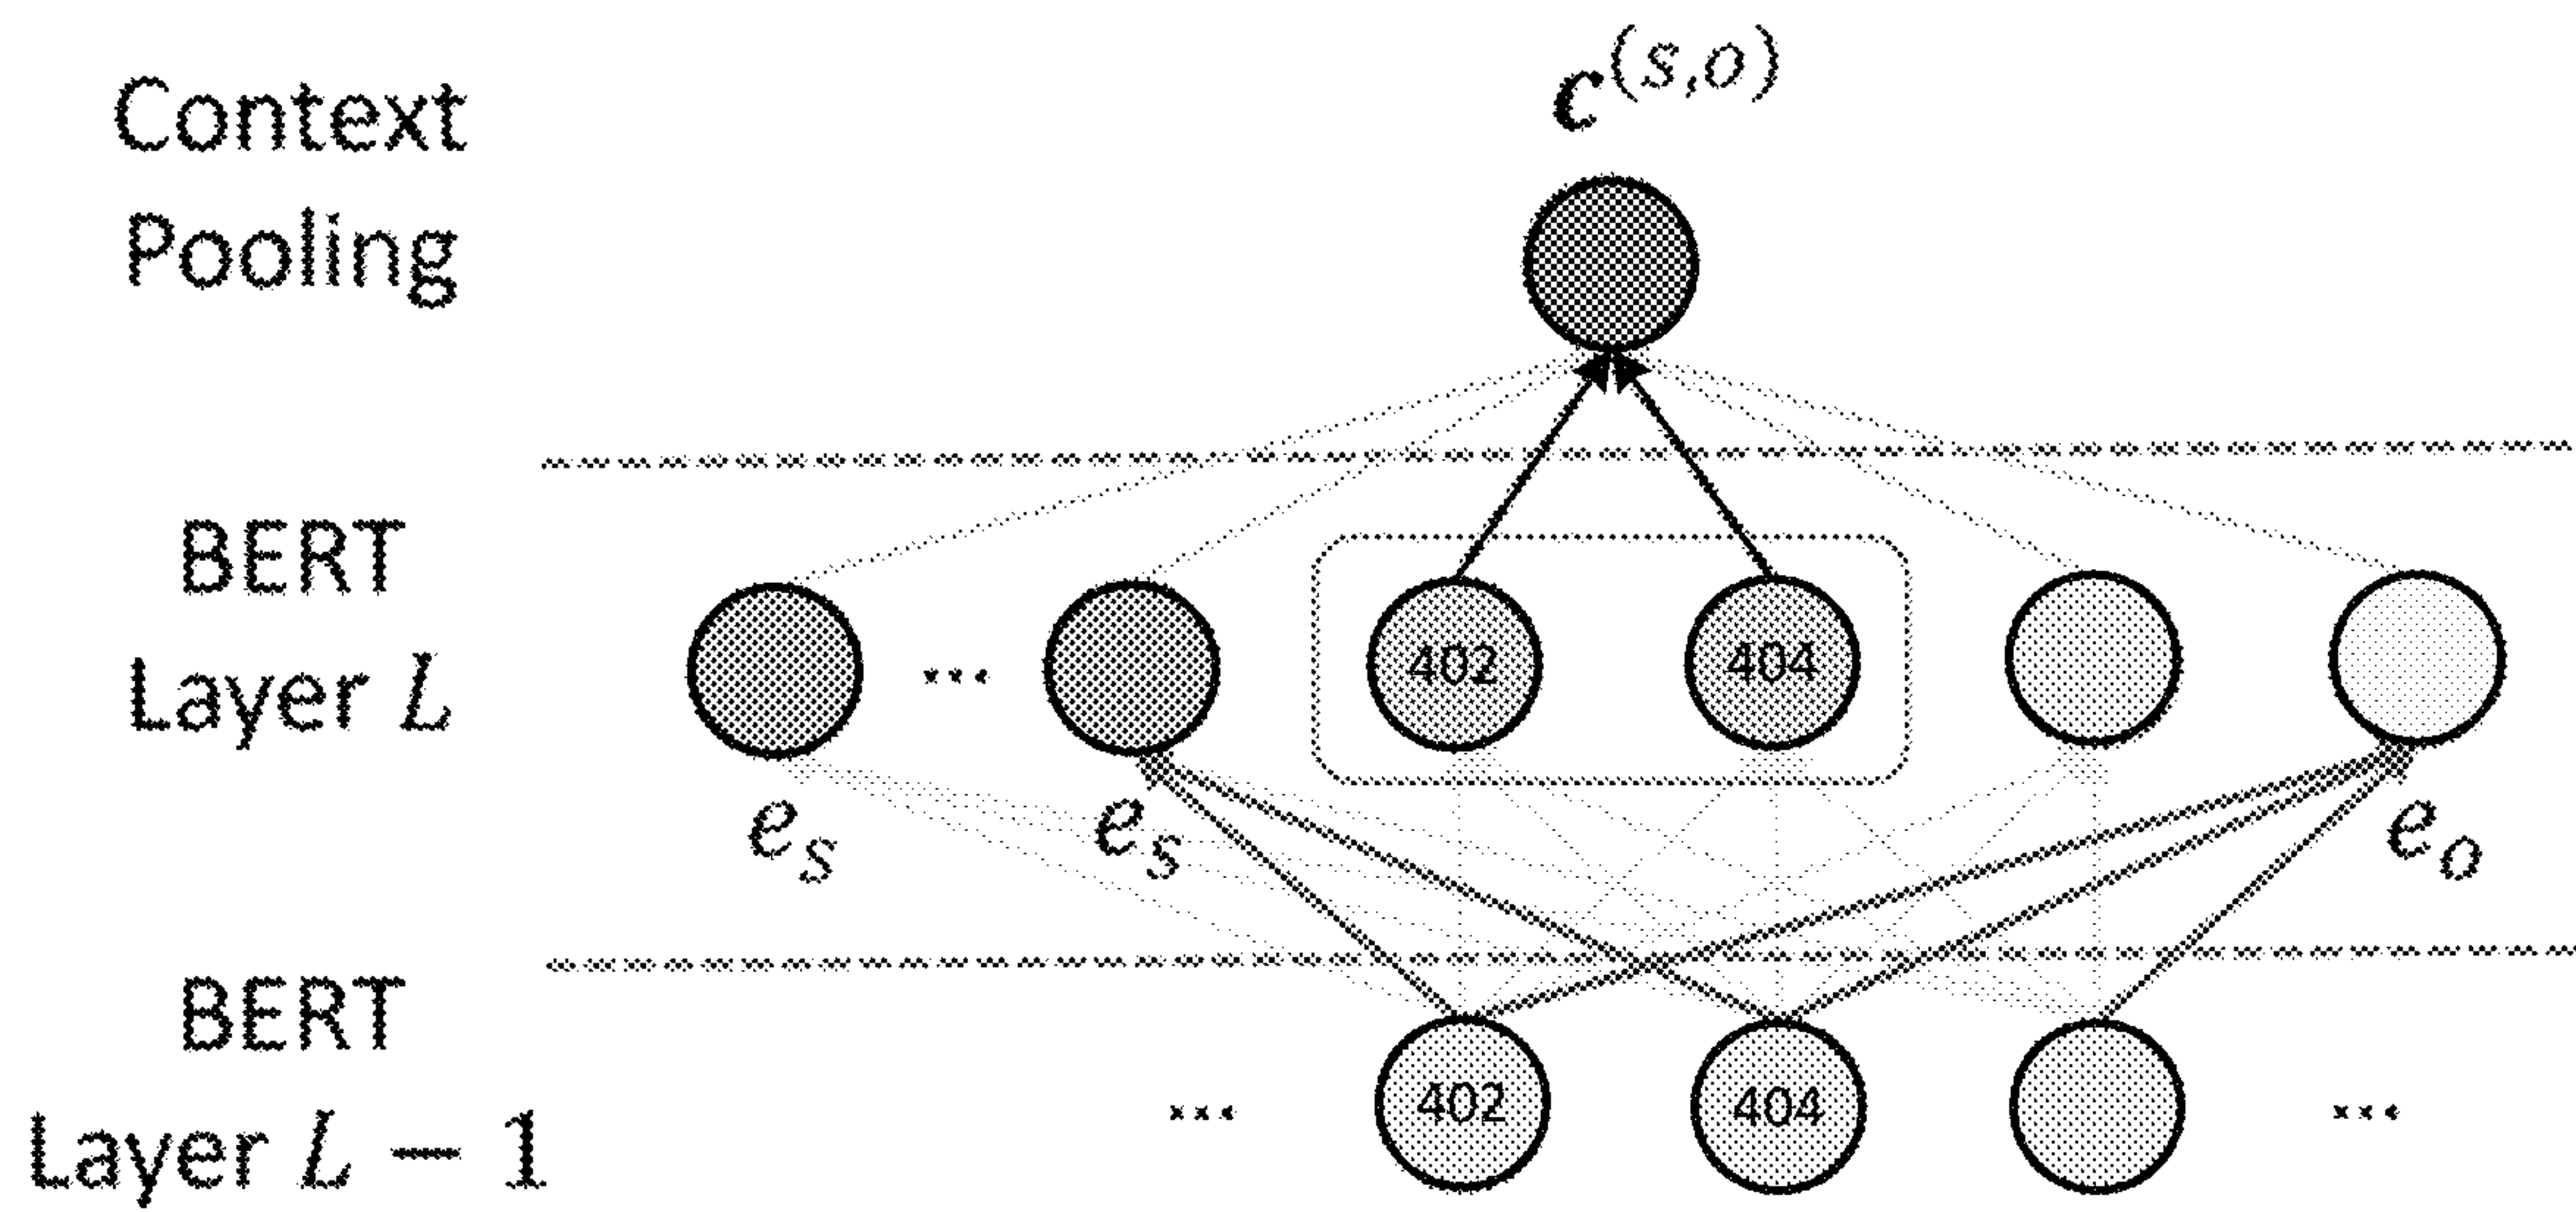 Context
Pooling
c^(s,o)
BERT
Layer L
... 402 404
e_s e_s e_o
BERT
Layer L − 1
... 402 404 ...